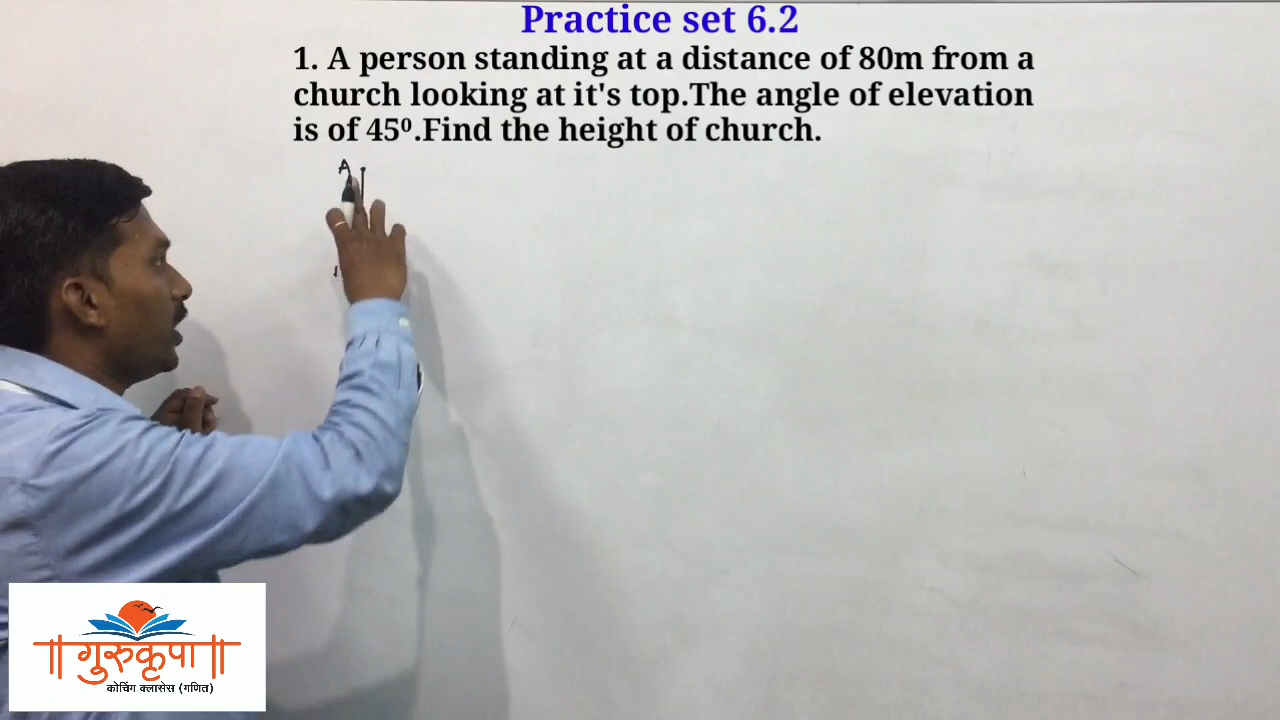 Practice set 6.2
1. A person standing at a distance of 80m from a
church looking at it's top.The angle of elevation
is of 45⁰.Find the height of church.
A
|| गुरुकृपा ||
कोचिंग क्लासेस (गणित)